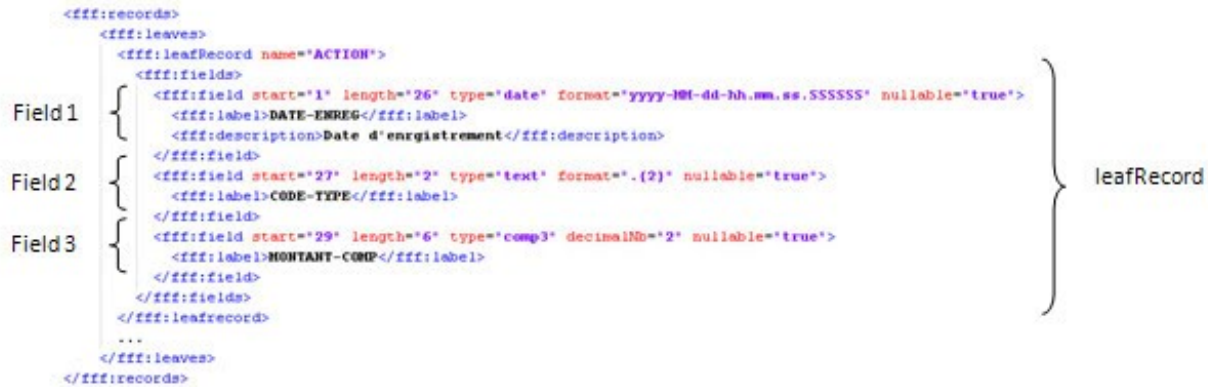 <fff:records>
<fff:leaves>
<fff:leafRecord name="ACTION">
<fff:fields>
Field 1
<fff:field start="1" length="26" type="date" format="yyyy-MM-dd-hh.mm.ss.SSSSSS" nullable="true">
<fff:label>DATE-ENREG</fff:label>
<fff:description>Date d'enrgistrement</fff:description>
</fff:field>
Field 2
<fff:field start="27" length="2" type="text" format=".{2}" nullable="true">
<fff:label>CODE-TYPE</fff:label>
</fff:field>
Field 3
<fff:field start="29" length="6" type="comp3" decimalNb="2" nullable="true">
<fff:label>MONTANT-COMP</fff:label>
</fff:field>
</fff:fields>
</fff:leafrecord>
...
</fff:leaves>
</fff:records>
leafRecord